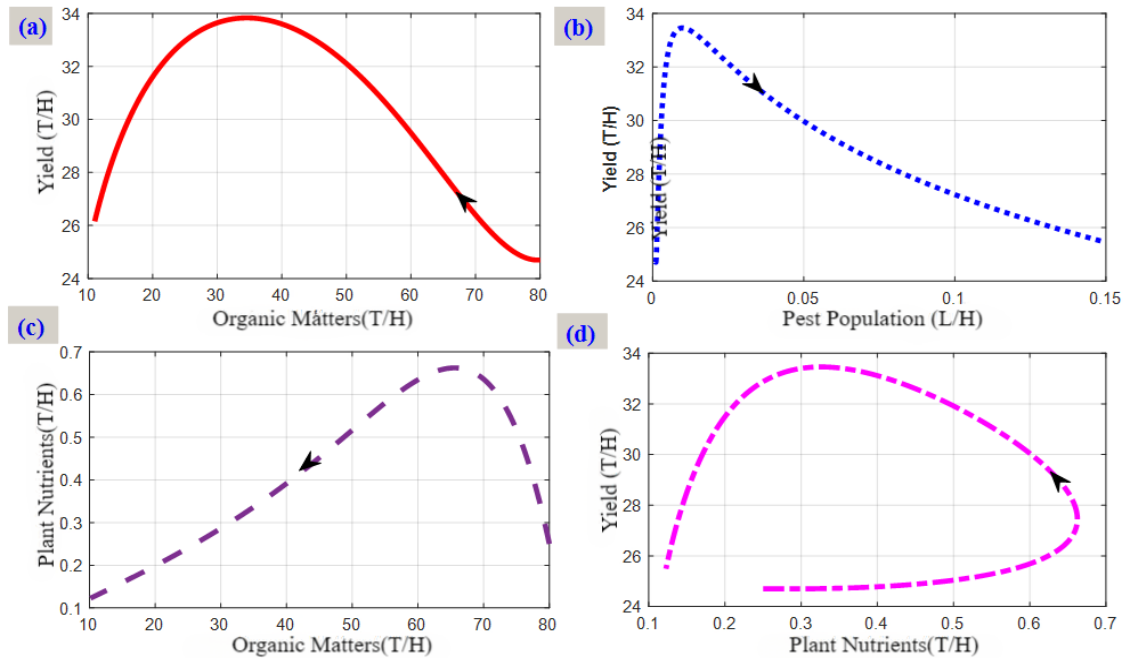 (a)
34
32
30
28
26
24
Yield (T/H)
10 20 30 40 50 60 70 80
Organic Matters(T/H)
(b)
34
32
30
28
26
24
Yield (T/H)
Yield (T/H)
0 0.05 0.1 0.15
Pest Population (L/H)
(c)
0.7
0.6
0.5
0.4
0.3
0.2
0.1
Plant Nutrients(T/H)
10 20 30 40 50 60 70 80
Organic Matters(T/H)
(d)
34
32
30
28
26
24
Yield (T/H)
0.1 0.2 0.3 0.4 0.5 0.6 0.7
Plant Nutrients(T/H)